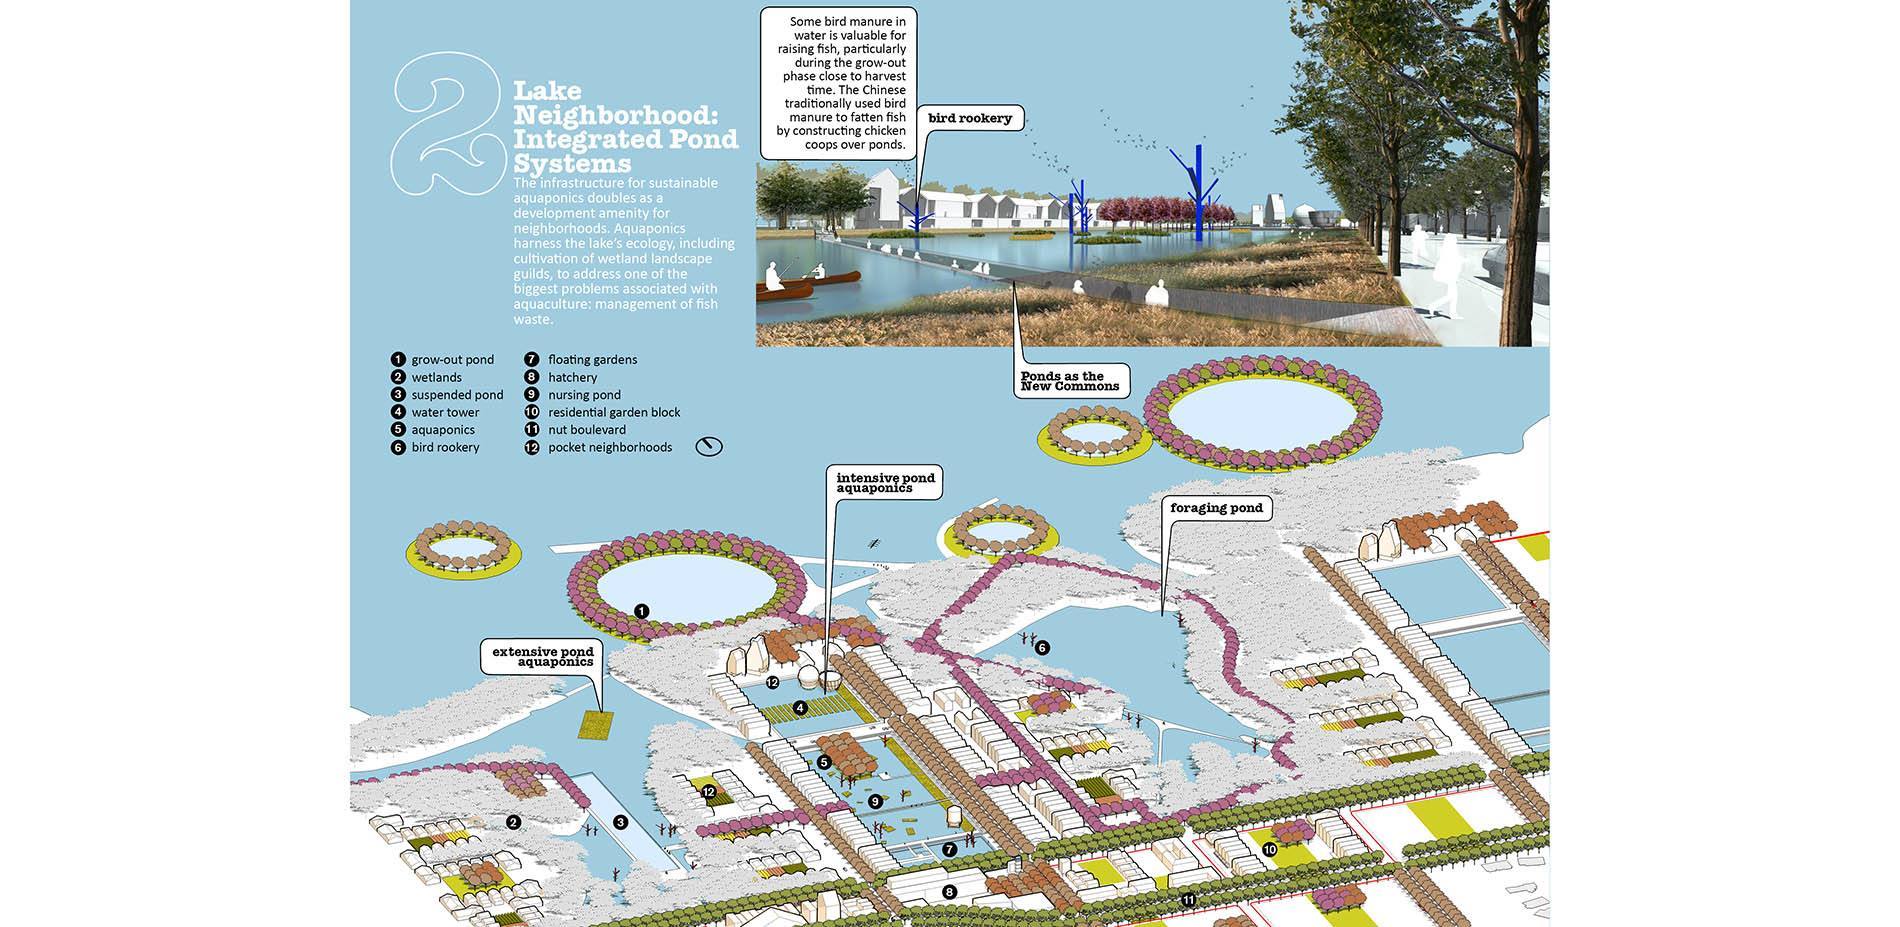 2
Lake
Neighborhood:
Integrated Pond
Systems
The infrastructure for sustainable
aquaponics doubles as a
development amenity for
neighborhoods. Aquaponics
harness the lake's ecology, including
cultivation of wetland landscape
guilds, to address one of the
biggest problems associated with
aquaculture: management of fish
waste.
1 grow-out pond
2 wetlands
3 suspended pond
4 water tower
5 aquaponics
6 bird rookery
7 floating gardens
8 hatchery
9 nursing pond
10 residential garden block
11 nut boulevard
12 pocket neighborhoods
Some bird manure in
water is valuable for
raising fish, particularly
during the grow-out
phase close to harvest
time. The Chinese
traditionally used bird
manure to fatten fish
by constructing chicken
coops over ponds.
bird rookery
Ponds as the
New Commons
intensive pond
aquaponics
foraging pond
extensive pond
aquaponics
1
6
12
4
5
12
9
2
3
7
10
8
11